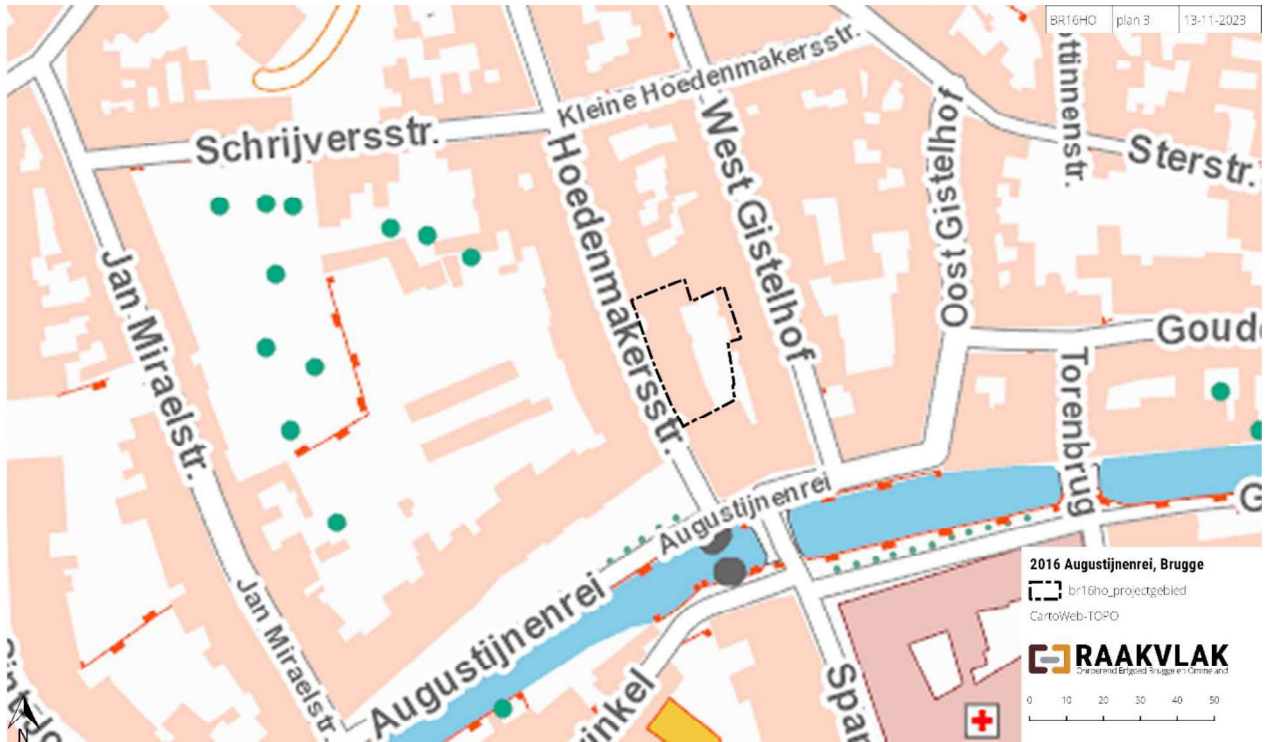 BR16HO plan 3 13-11-2023
Kleine Hoedenmakersstr.
Schrijversstr.
Hoedenmakersstr.
West Gistelhof
Oost Gistelhof
Sterstr.
Jan Miraelstr.
Torenbrug
Augustijnenrei
Jan Miraelstr.
Augustijnenrei
2016 Augustijnenrei, Brugge
br16ho_projectgebied
CartoWeb-TOPO
RAAKVLAK
Onroerend Erfgoed Brugge en Ommeland
0 10 20 30 40 50
N